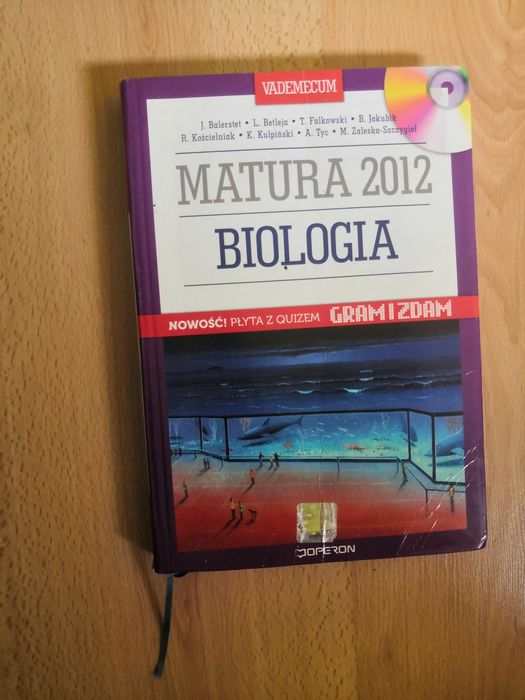 VADEMECUM
J. Balerstet • L. Betleja • T. Falkowski • B. Jakubik
R. Kościelniak • K. Kulpiński • A. Tyc • M. Zaleska-Szczygieł
MATURA 2012
BIOLOGIA
NOWOŚĆ! PŁYTA Z QUIZEM GRAM I ZDAM
OPERON